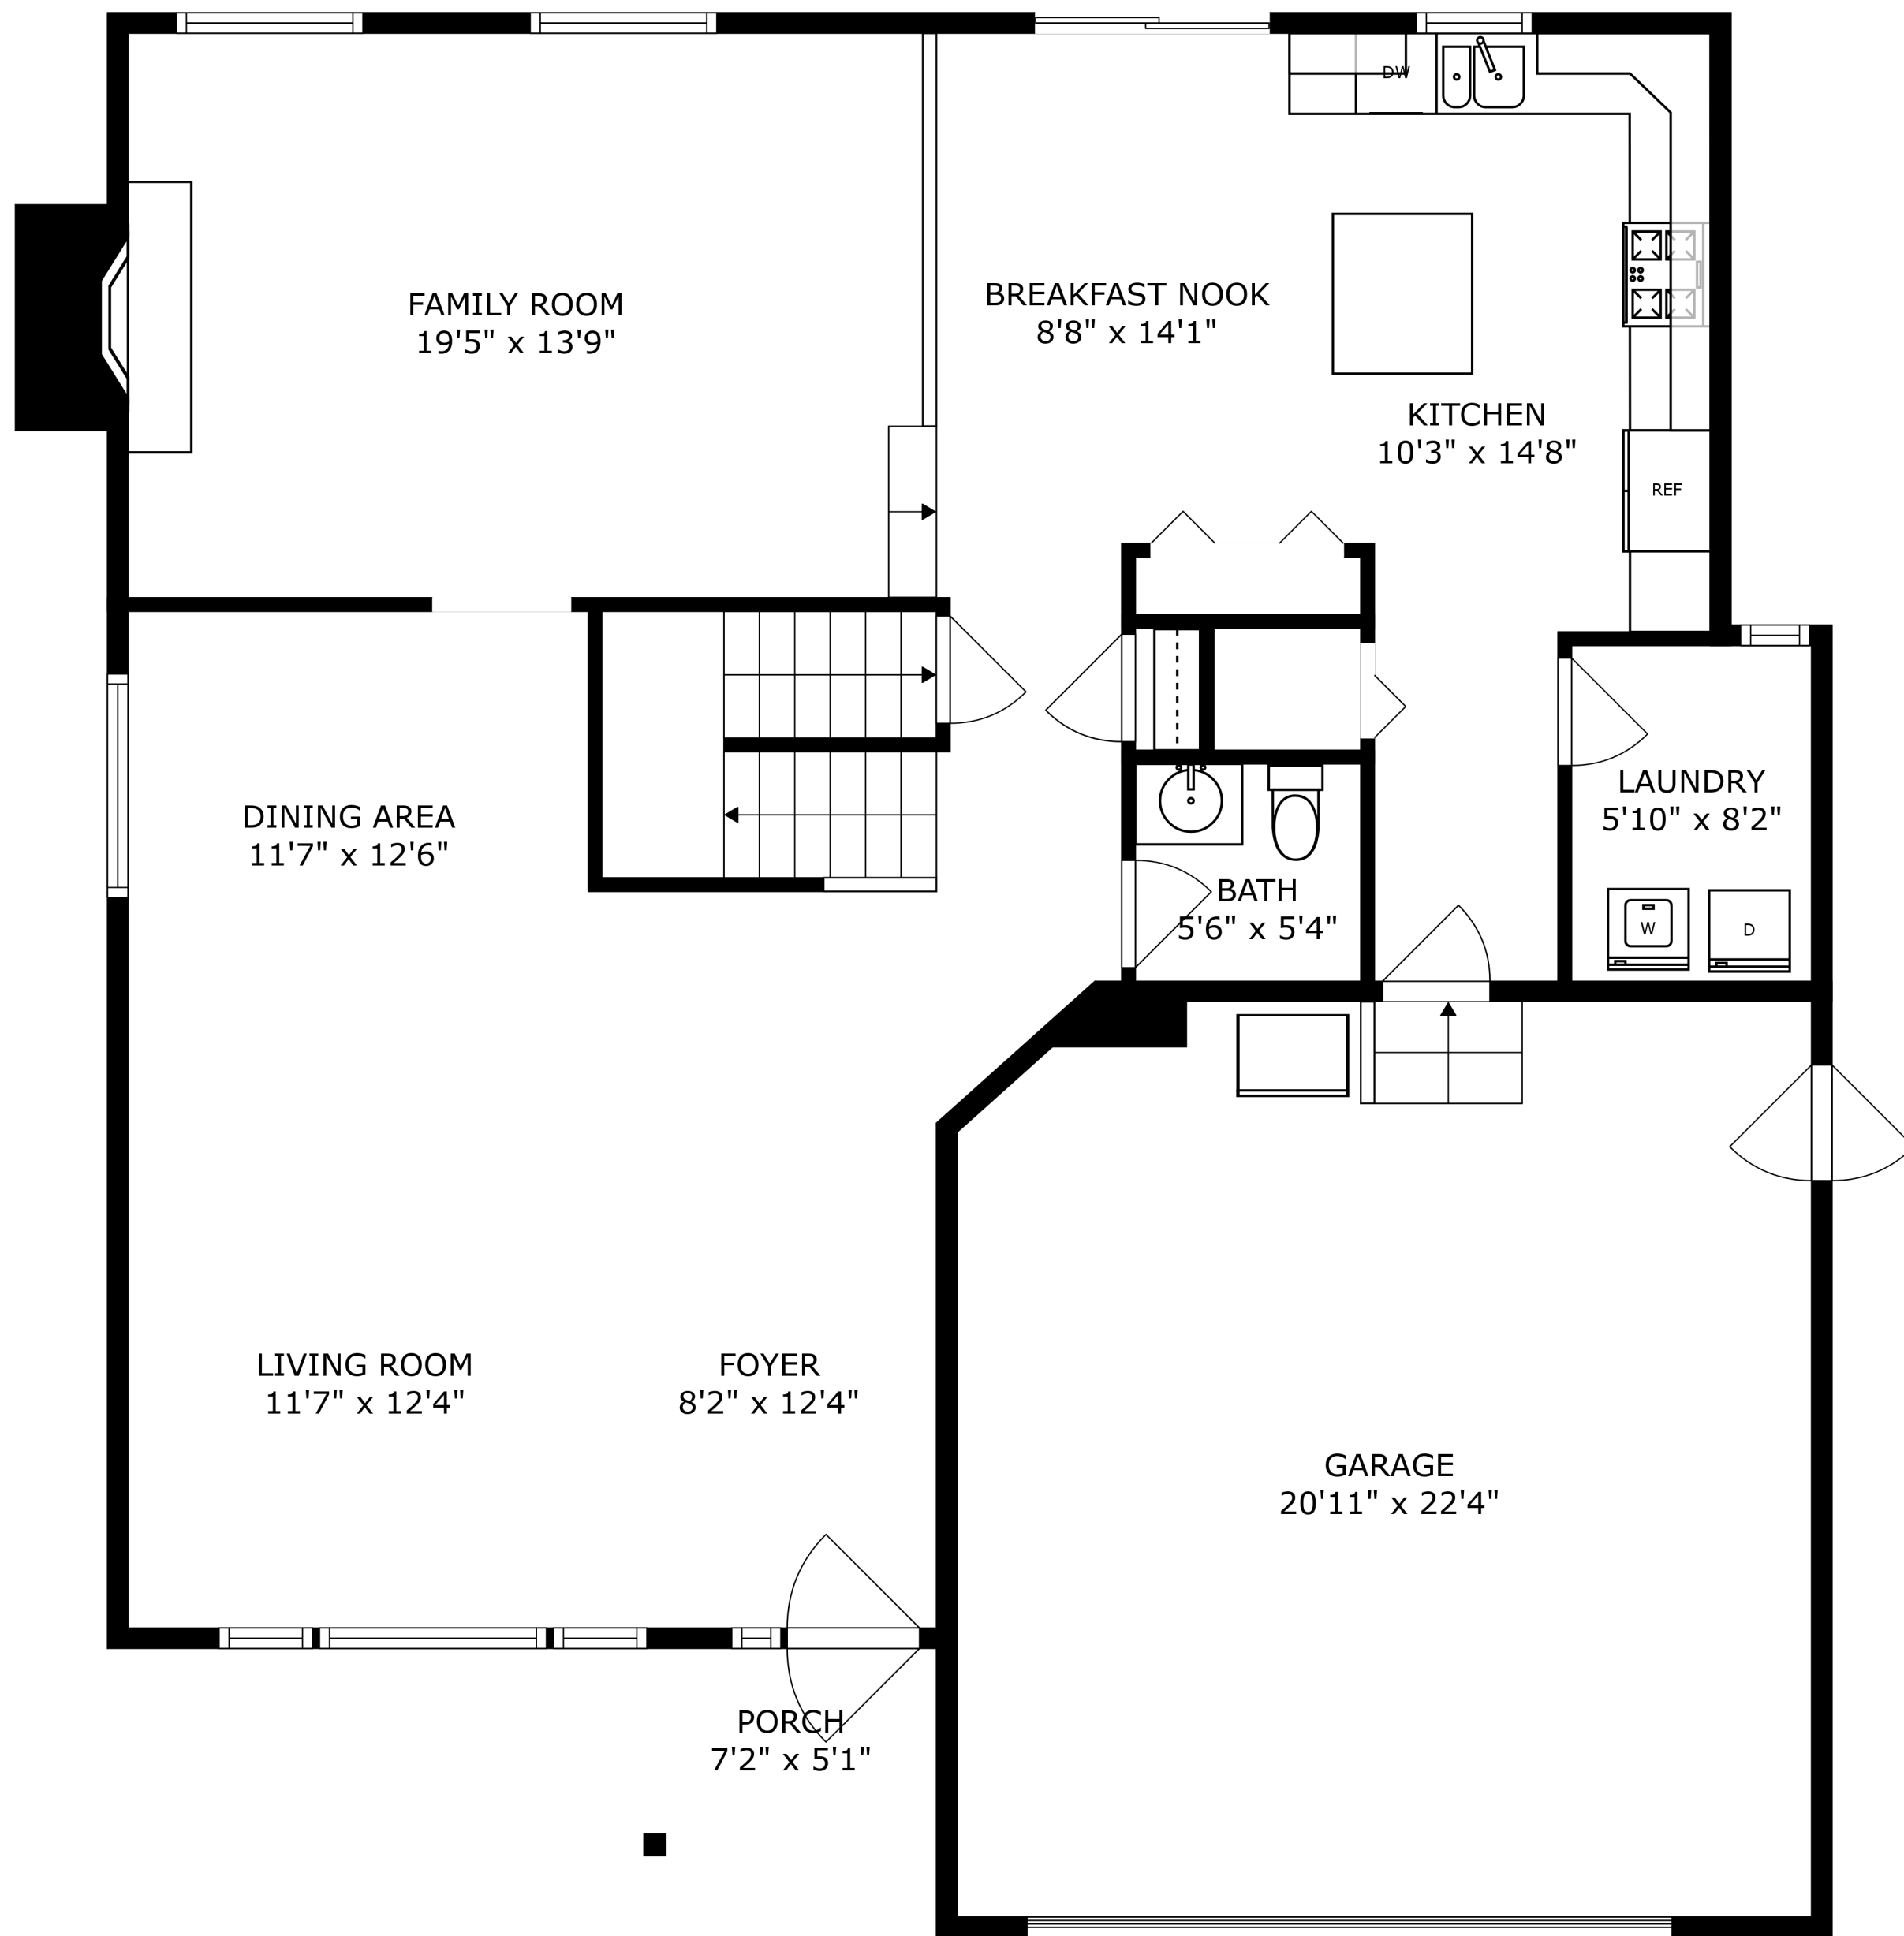 DW
FAMILY ROOM
19'5" x 13'9"
BREAKFAST NOOK
8'8" x 14'1"
KITCHEN
10'3" x 14'8"
REF
DINING AREA
11'7" x 12'6"
LAUNDRY
5'10" x 8'2"
BATH
5'6" x 5'4"
W
D
LIVING ROOM
11'7" x 12'4"
FOYER
8'2" x 12'4"
GARAGE
20'11" x 22'4"
PORCH
7'2" x 5'1"